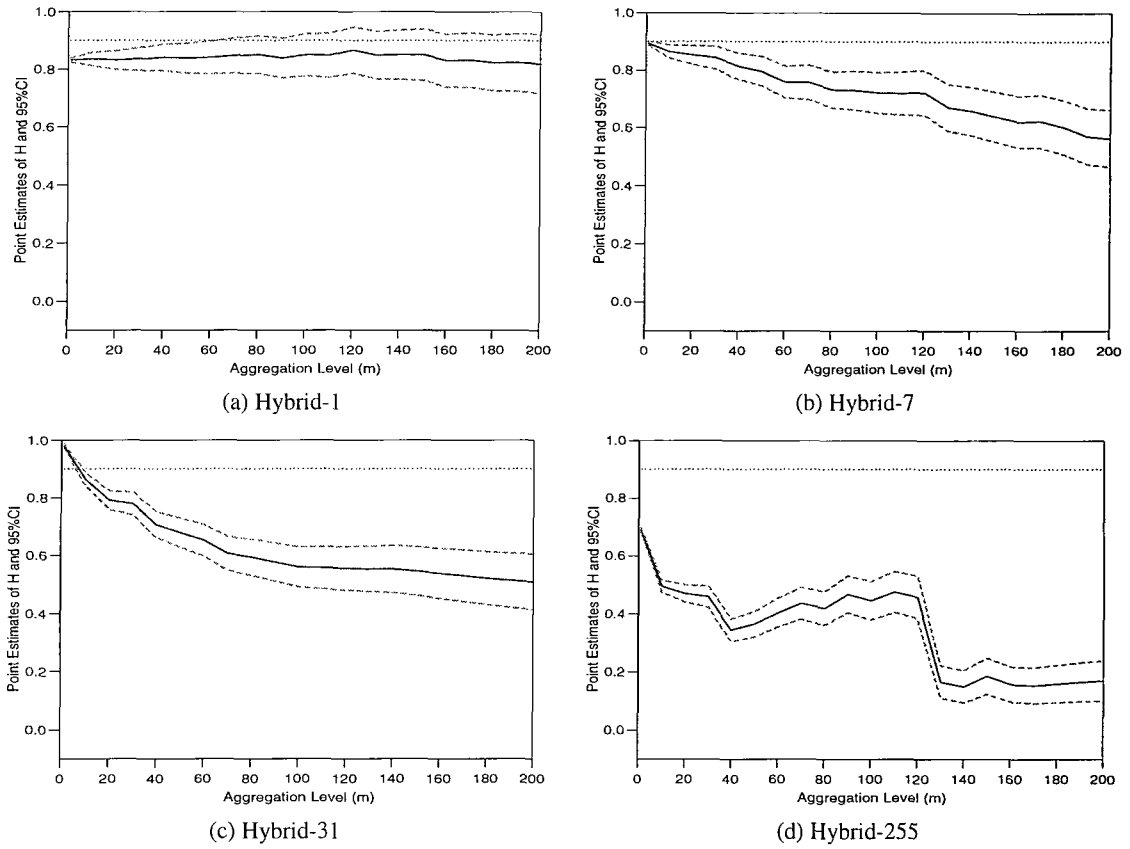 Point Estimates of H and 95%CI
1.0
0.8
0.6
0.4
0.2
0.0
0 20 40 60 80 100 120 140 160 180 200
Aggregation Level (m)
(a) Hybrid-1
Point Estimates of H and 95%CI
1.0
0.8
0.6
0.4
0.2
0.0
0 20 40 60 80 100 120 140 160 180 200
Aggregation Level (m)
(b) Hybrid-7
Point Estimates of H and 95%CI
1.0
0.8
0.6
0.4
0.2
0.0
0 20 40 60 80 100 120 140 160 180 200
Aggregation Level (m)
(c) Hybrid-31
Point Estimates of H and 95%CI
1.0
0.8
0.6
0.4
0.2
0.0
0 20 40 60 80 100 120 140 160 180 200
Aggregation Level (m)
(d) Hybrid-255